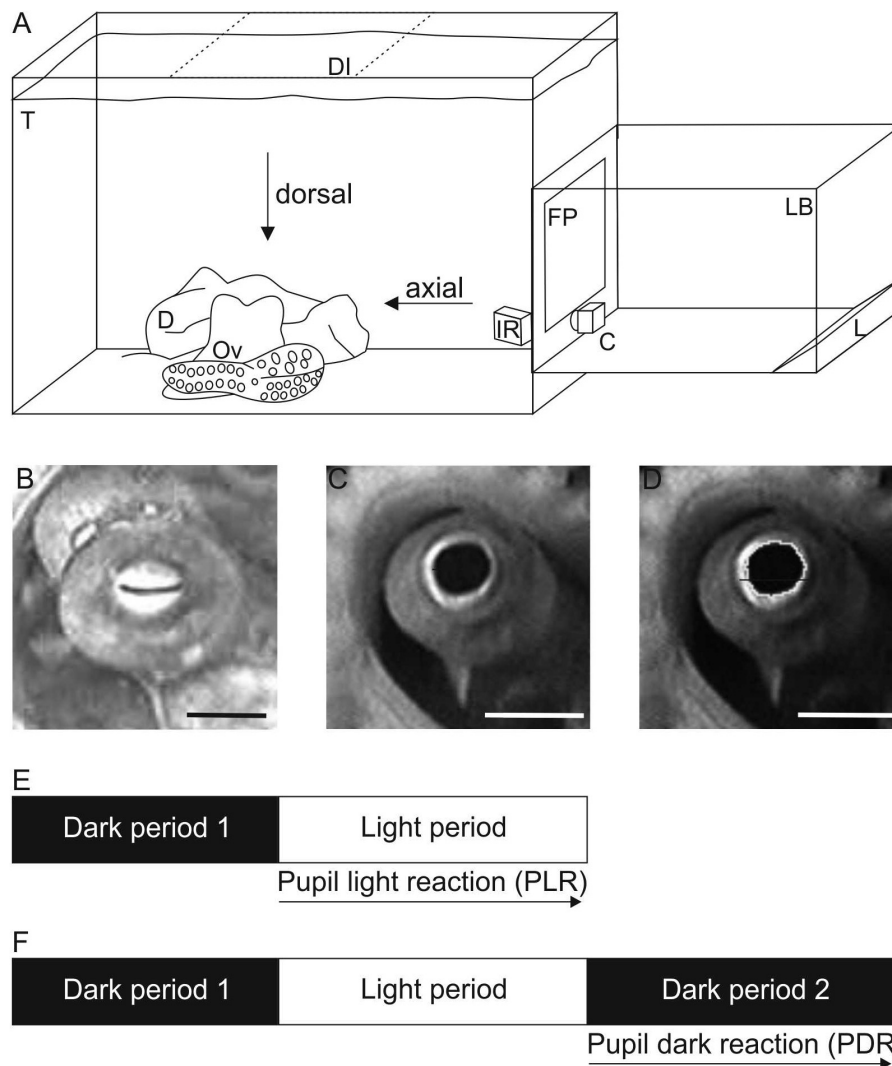 A
DI
T
dorsal
FP
LB
axial
D
IR
L
C
Ov
B
C
D
E
Dark period 1
Light period
Pupil light reaction (PLR)
F
Dark period 1
Light period
Dark period 2
Pupil dark reaction (PDR